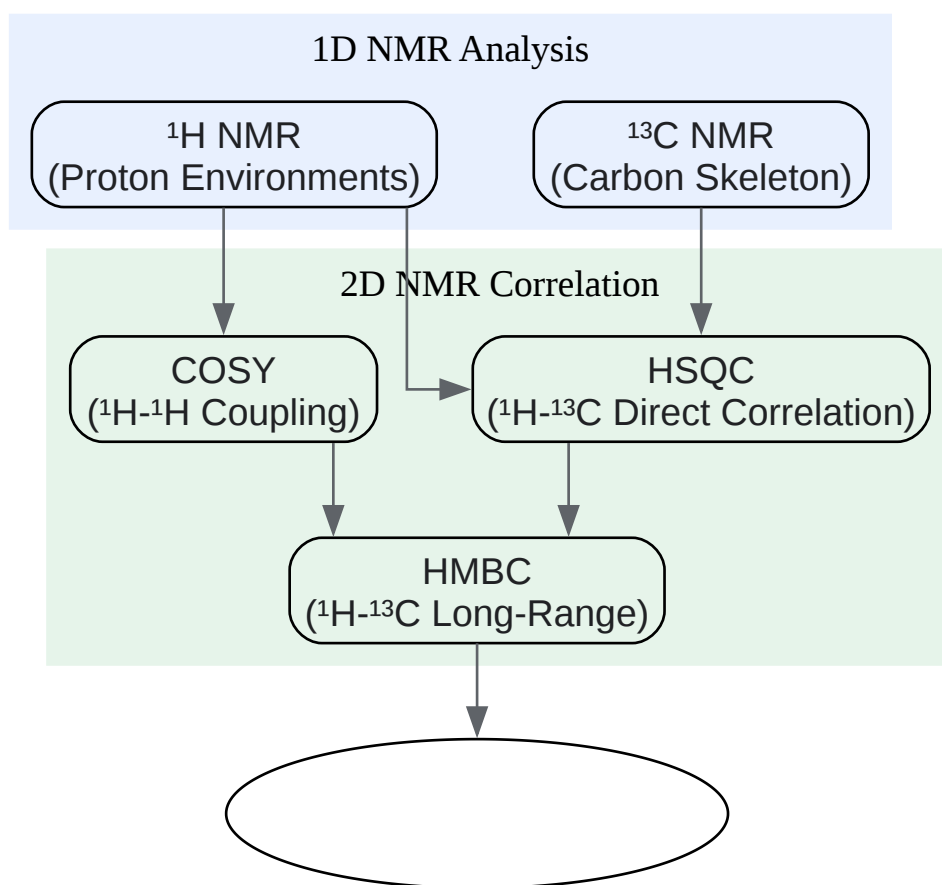 1D NMR Analysis
¹H NMR
(Proton Environments)
¹³C NMR
(Carbon Skeleton)
2D NMR Correlation
COSY
(¹H-¹H Coupling)
HSQC
(¹H-¹³C Direct Correlation)
HMBC
(¹H-¹³C Long-Range)